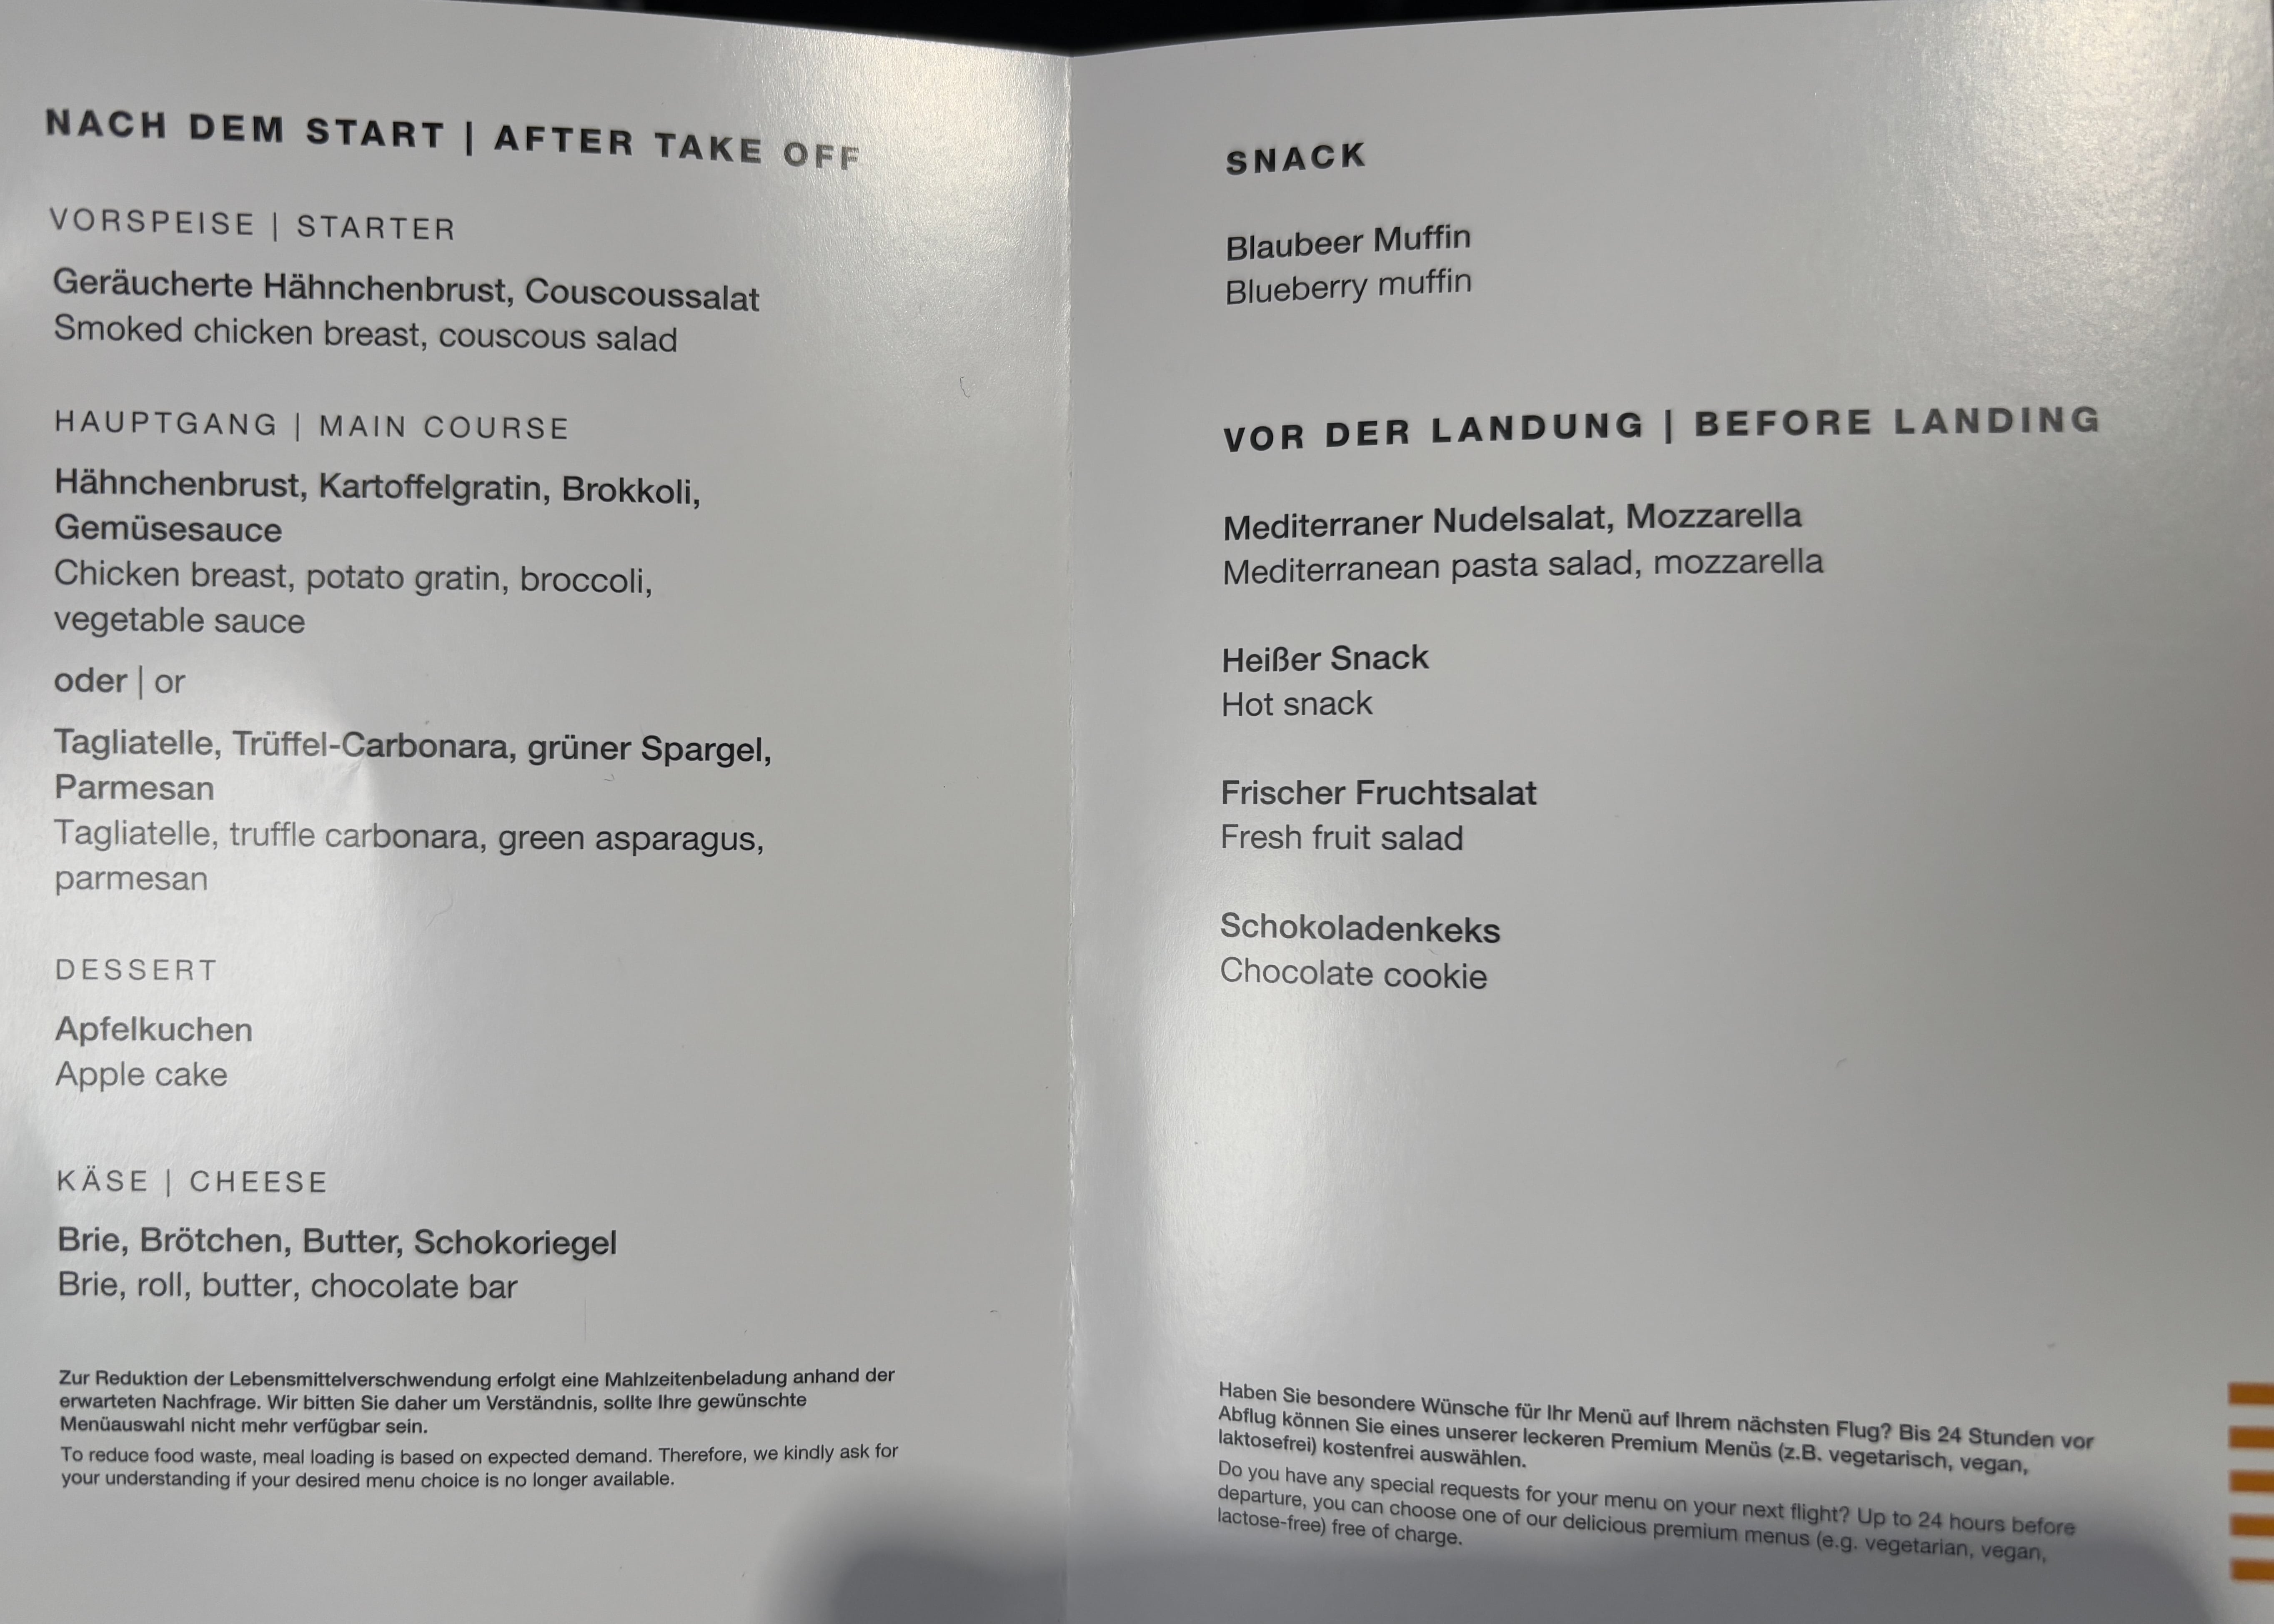 NACH DEM START | AFTER TAKE OFF
VORSPEISE | STARTER
Geräucherte Hähnchenbrust, Couscoussalat
Smoked chicken breast, couscous salad
HAUPTGANG | MAIN COURSE
Hähnchenbrust, Kartoffelgratin, Brokkoli,
Gemüsesauce
Chicken breast, potato gratin, broccoli,
vegetable sauce
oder | or
Tagliatelle, Trüffel-Carbonara, grüner Spargel,
Parmesan
Tagliatelle, truffle carbonara, green asparagus,
parmesan
DESSERT
Apfelkuchen
Apple cake
KÄSE | CHEESE
Brie, Brötchen, Butter, Schokoriegel
Brie, roll, butter, chocolate bar
Zur Reduktion der Lebensmittelverschwendung erfolgt eine Mahlzeitenbeladung anhand der
erwarteten Nachfrage. Wir bitten Sie daher um Verständnis, sollte Ihre gewünschte
Menüauswahl nicht mehr verfügbar sein.
To reduce food waste, meal loading is based on expected demand. Therefore, we kindly ask for
your understanding if your desired menu choice is no longer available.
SNACK
Blaubeer Muffin
Blueberry muffin
VOR DER LANDUNG | BEFORE LANDING
Mediterraner Nudelsalat, Mozzarella
Mediterranean pasta salad, mozzarella
Heißer Snack
Hot snack
Frischer Fruchtsalat
Fresh fruit salad
Schokoladenkeks
Chocolate cookie
Haben Sie besondere Wünsche für Ihr Menü auf Ihrem nächsten Flug? Bis 24 Stunden vor
Abflug können Sie eines unserer leckeren Premium Menüs (z.B. vegetarisch, vegan,
laktosefrei) kostenfrei auswählen.
Do you have any special requests for your menu on your next flight? Up to 24 hours before
departure, you can choose one of our delicious premium menus (e.g. vegetarian, vegan,
lactose-free) free of charge.